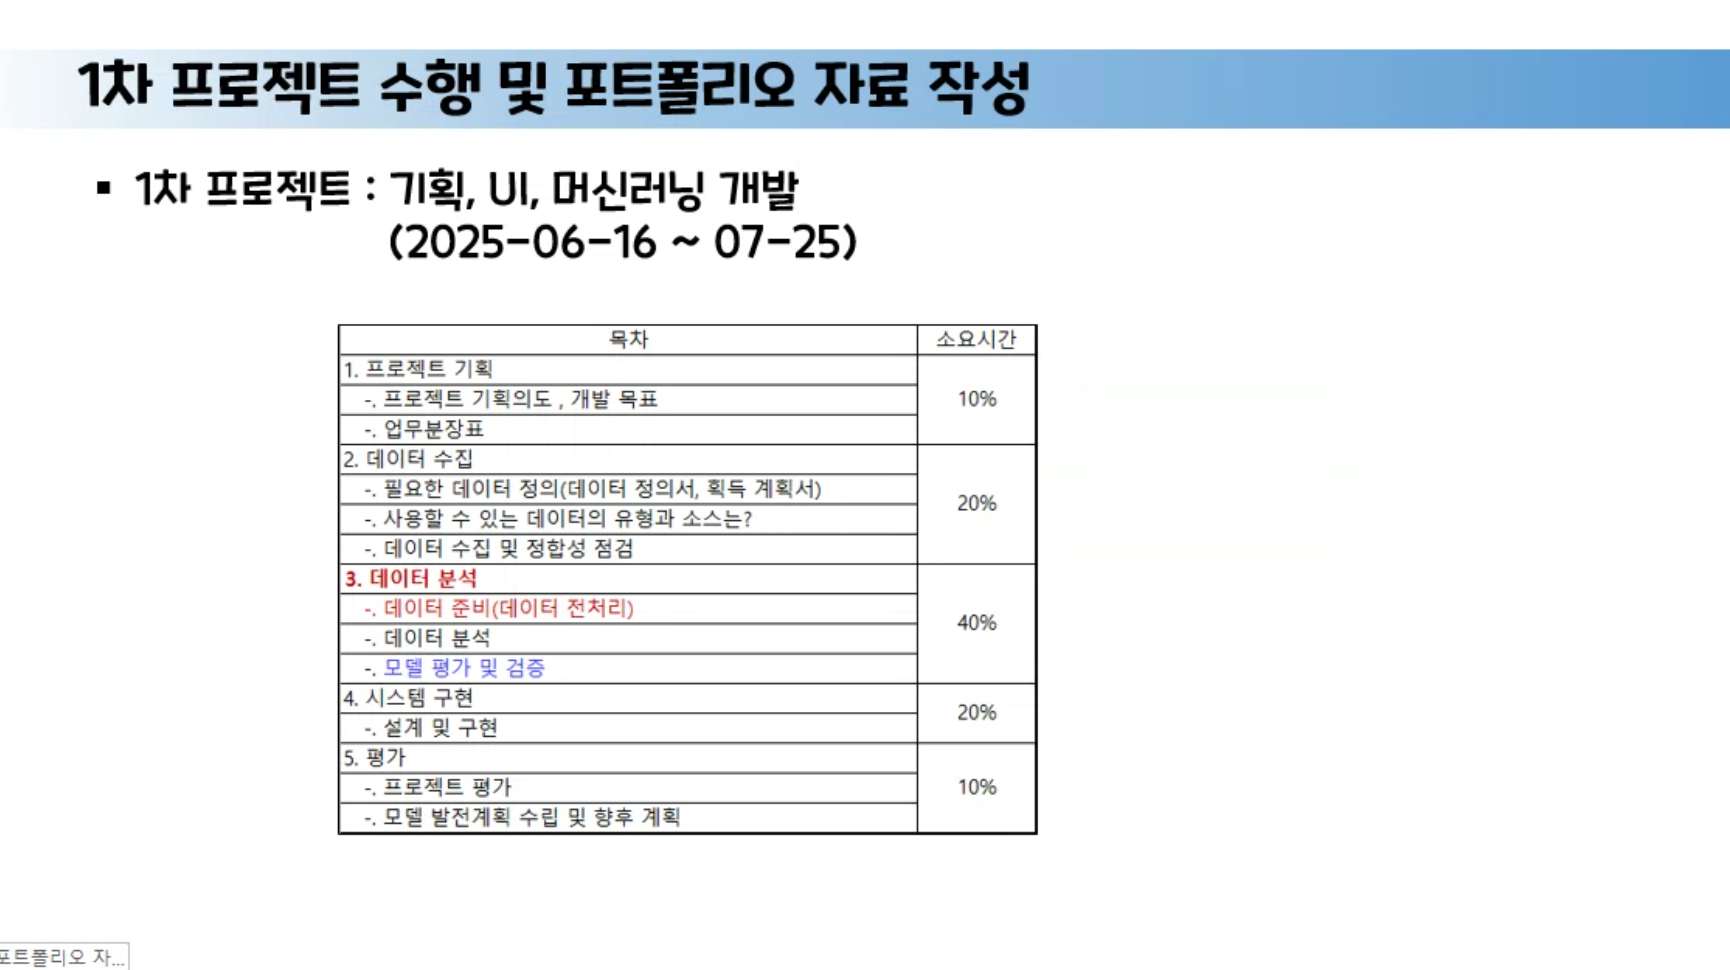 1차 프로젝트 수행 및 포트폴리오 자료 작성
▪ 1차 프로젝트 : 기획, UI, 머신러닝 개발
(2025-06-16 ~ 07-25)
목차 소요시간
1. 프로젝트 기획
-. 프로젝트 기획의도 , 개발 목표 10%
-. 업무분장표
2. 데이터 수집
-. 필요한 데이터 정의(데이터 정의서, 획득 계획서) 20%
-. 사용할 수 있는 데이터의 유형과 소스는?
-. 데이터 수집 및 정합성 점검
3. 데이터 분석
-. 데이터 준비(데이터 전처리) 40%
-. 데이터 분석
-. 모델 평가 및 검증
4. 시스템 구현 20%
-. 설계 및 구현
5. 평가
-. 프로젝트 평가 10%
-. 모델 발전계획 수립 및 향후 계획
포트폴리오 자...